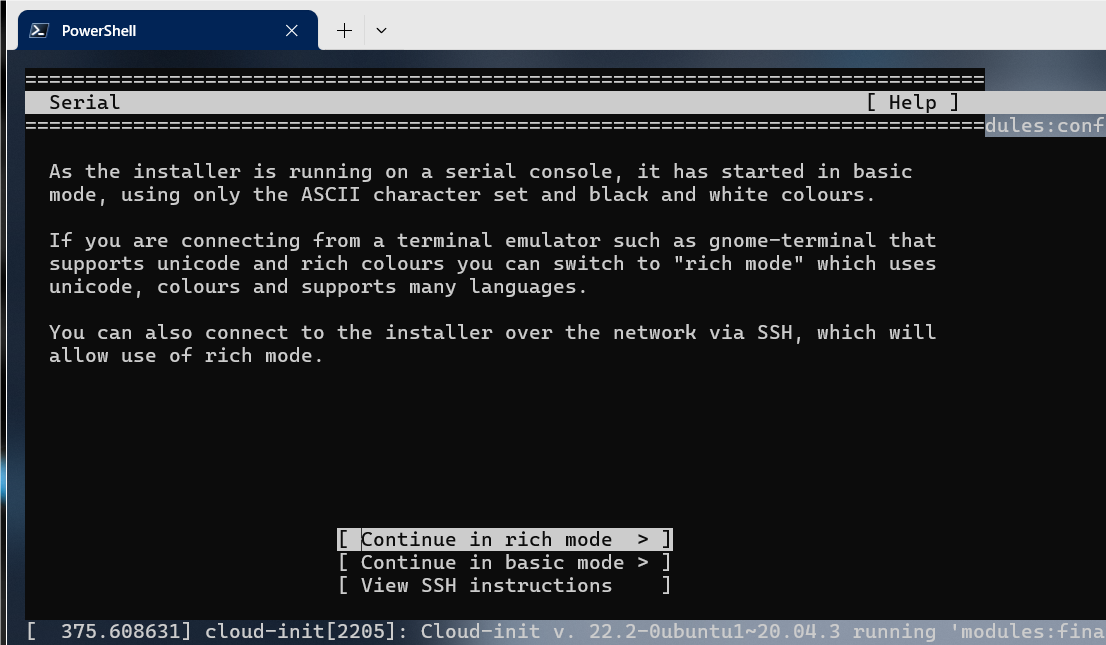 PowerShell
================================================================================
Serial [ Help ]
================================================================================dules:conf
As the installer is running on a serial console, it has started in basic
mode, using only the ASCII character set and black and white colours.
If you are connecting from a terminal emulator such as gnome-terminal that
supports unicode and rich colours you can switch to "rich mode" which uses
unicode, colours and supports many languages.
You can also connect to the installer over the network via SSH, which will
allow use of rich mode.
[ Continue in rich mode  > ]
[ Continue in basic mode > ]
[ View SSH instructions    ]
[  375.608631] cloud-init[2205]: Cloud-init v. 22.2-0ubuntu1~20.04.3 running 'modules:fina